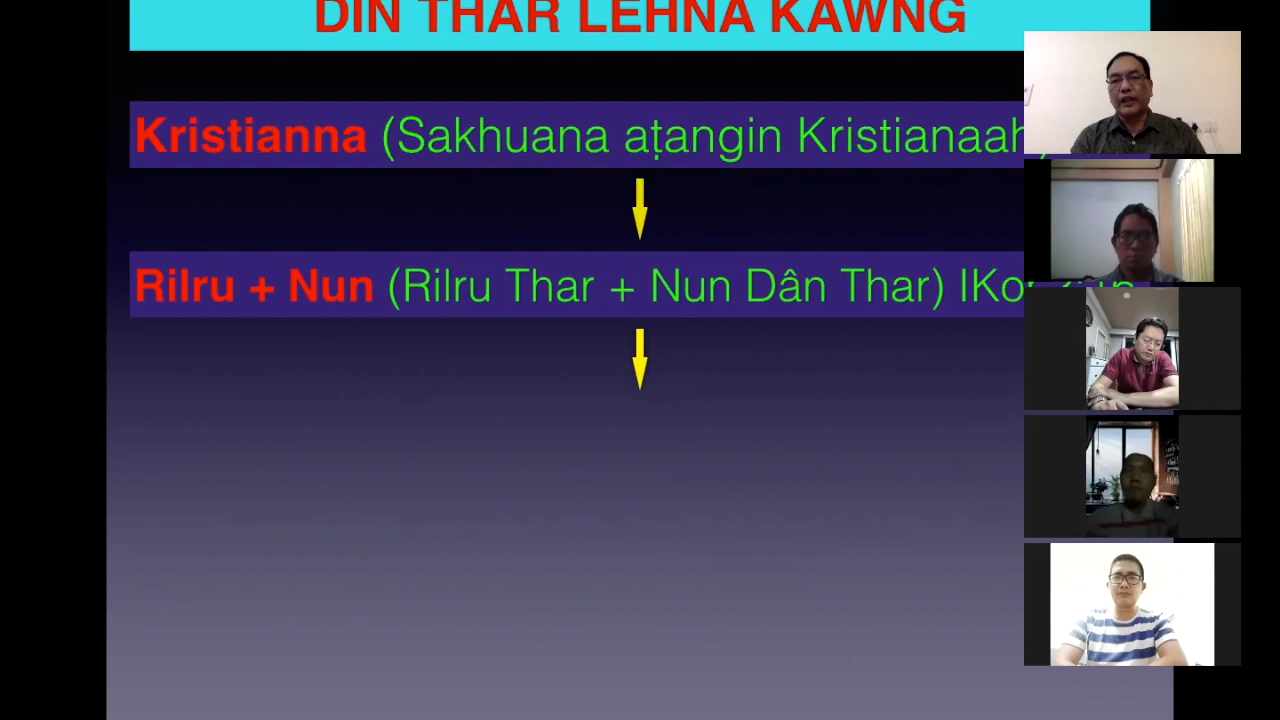 DIN THAR LEHNA KAWNG
Kristianna (Sakhuana aṭangin Kristianaah)
Rilru + Nun (Rilru Thar + Nun Dân Thar)